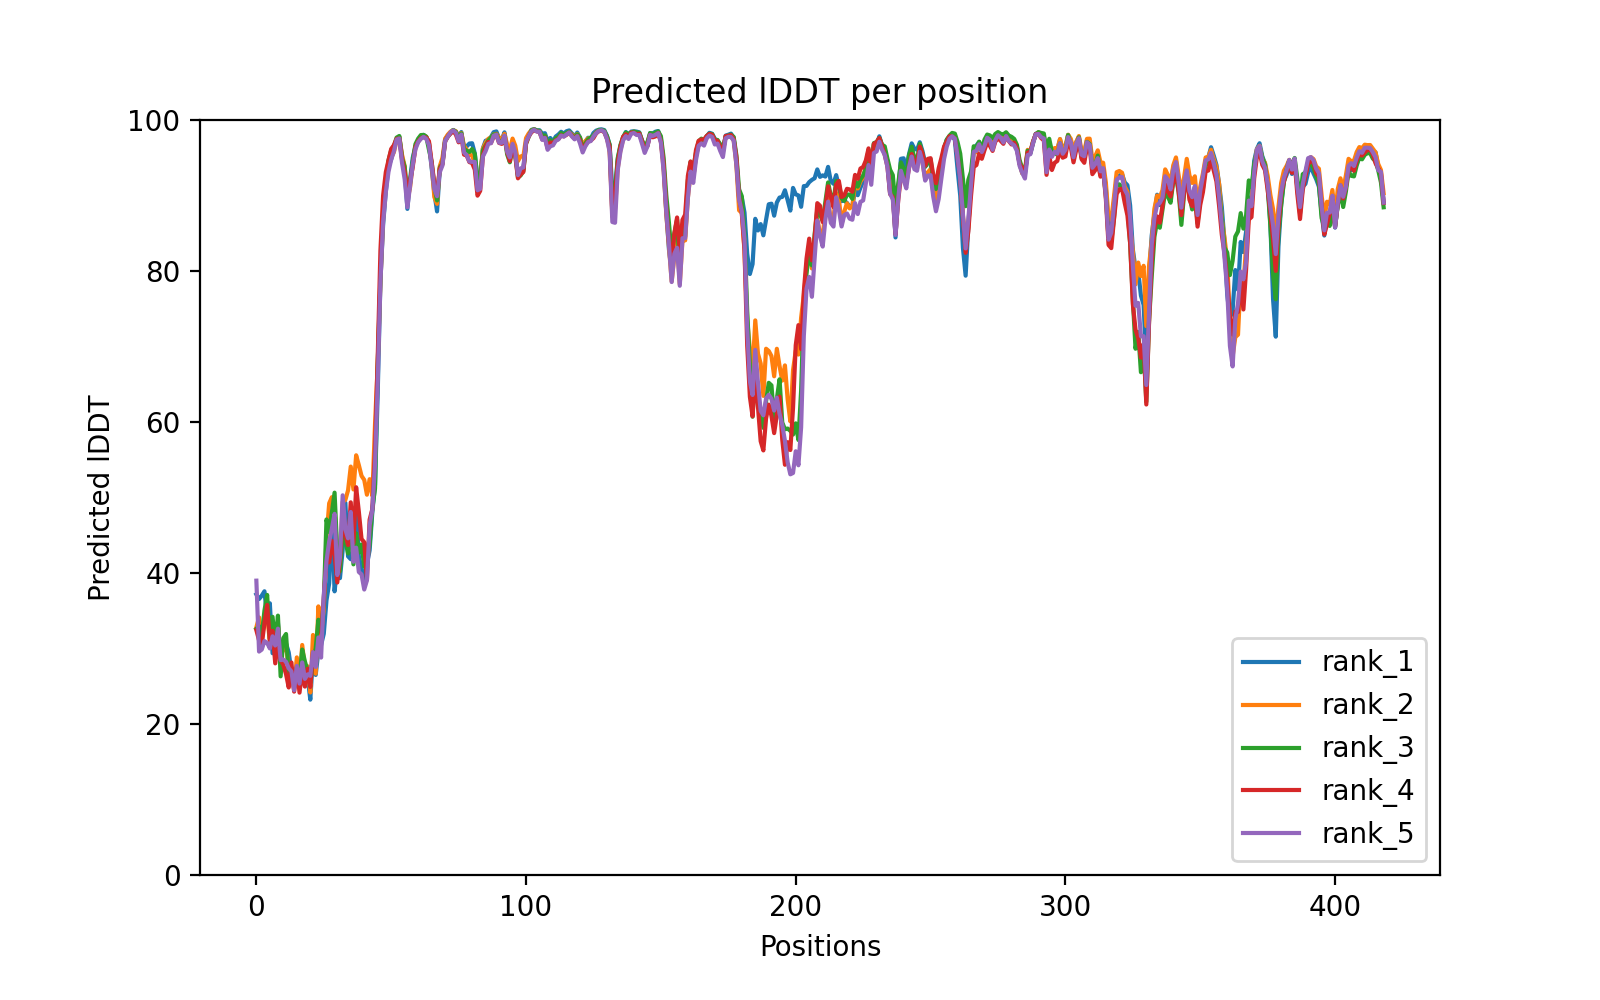 Predicted lDDT per position
100
80
60
40
20
0
Predicted lDDT
0 100 200 300 400
Positions
rank_1
rank_2
rank_3
rank_4
rank_5